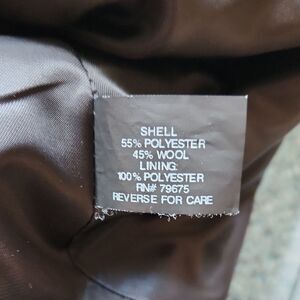 SHELL
55% POLYESTER
45% WOOL
LINING:
100% POLYESTER
RN# 79675
REVERSE FOR CARE